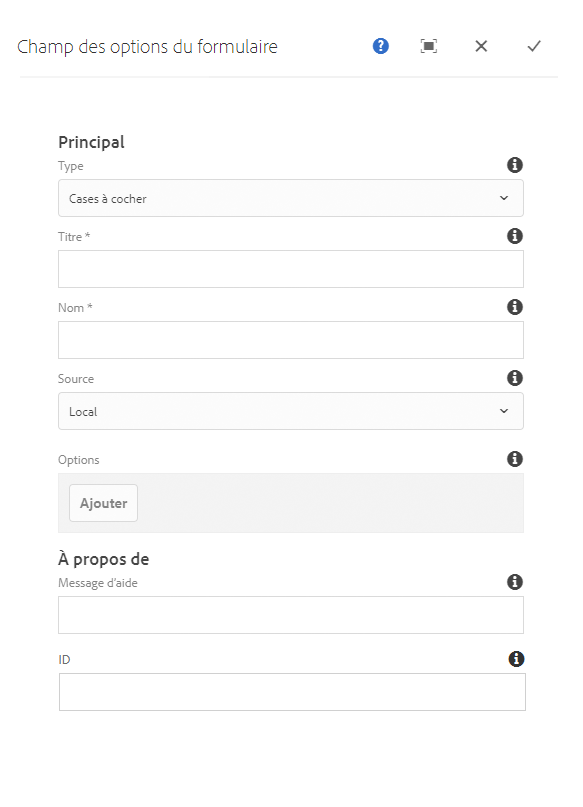 Champ des options du formulaire
Principal
Type
Cases à cocher
Titre *
Nom *
Source
Local
Options
Ajouter
À propos de
Message d'aide
ID